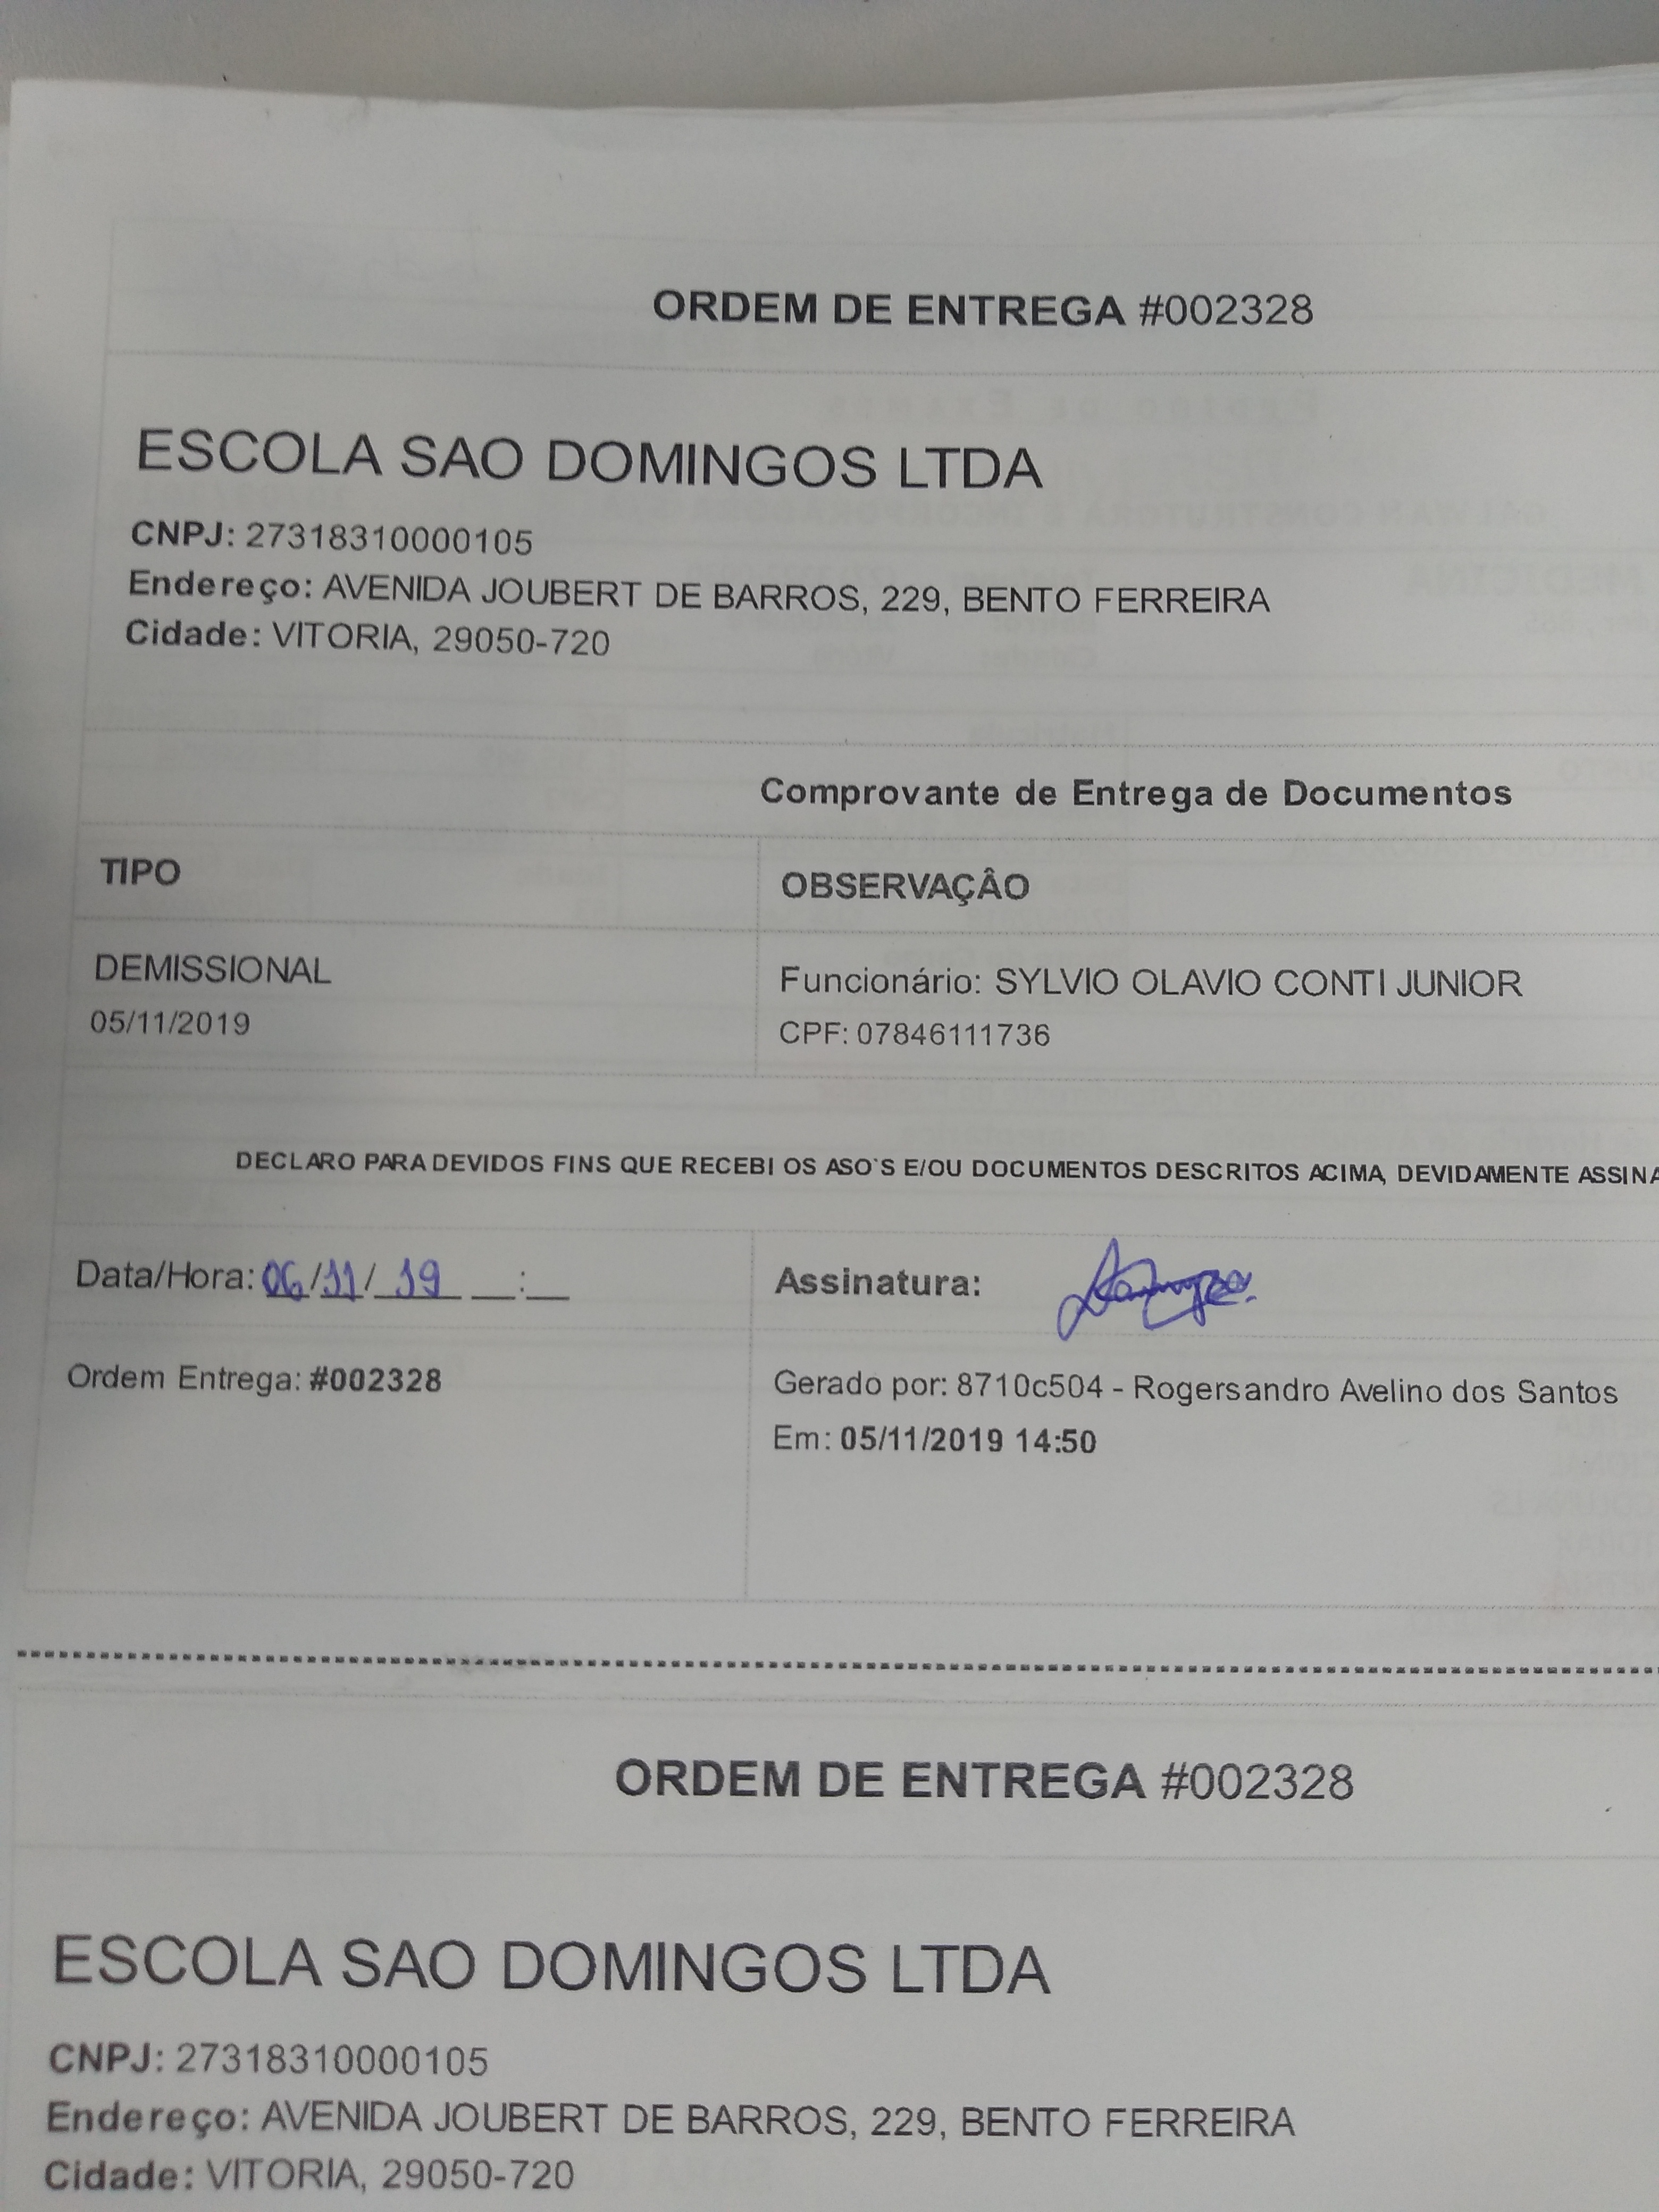 ORDEM DE ENTREGA #002328
ESCOLA SAO DOMINGOS LTDA
CNPJ: 27318310000105
Endereço: AVENIDA JOUBERT DE BARROS, 229, BENTO FERREIRA
Cidade: VITORIA, 29050-720
Comprovante de Entrega de Documentos
TIPO
OBSERVAÇÂO
DEMISSIONAL
05/11/2019
Funcionário: SYLVIO OLAVIO CONTI JUNIOR
CPF: 07846111736
DECLARO PARA DEVIDOS FINS QUE RECEBI OS ASO`S E/OU DOCUMENTOS DESCRITOS ACIMA, DEVIDAMENTE ASSINA
Data/Hora: 06/11/19 __:__
Assinatura:
Ordem Entrega: #002328
Gerado por: 8710c504 - Rogersandro Avelino dos Santos
Em: 05/11/2019 14:50
ORDEM DE ENTREGA #002328
ESCOLA SAO DOMINGOS LTDA
CNPJ: 27318310000105
Endereço: AVENIDA JOUBERT DE BARROS, 229, BENTO FERREIRA
Cidade: VITORIA, 29050-720